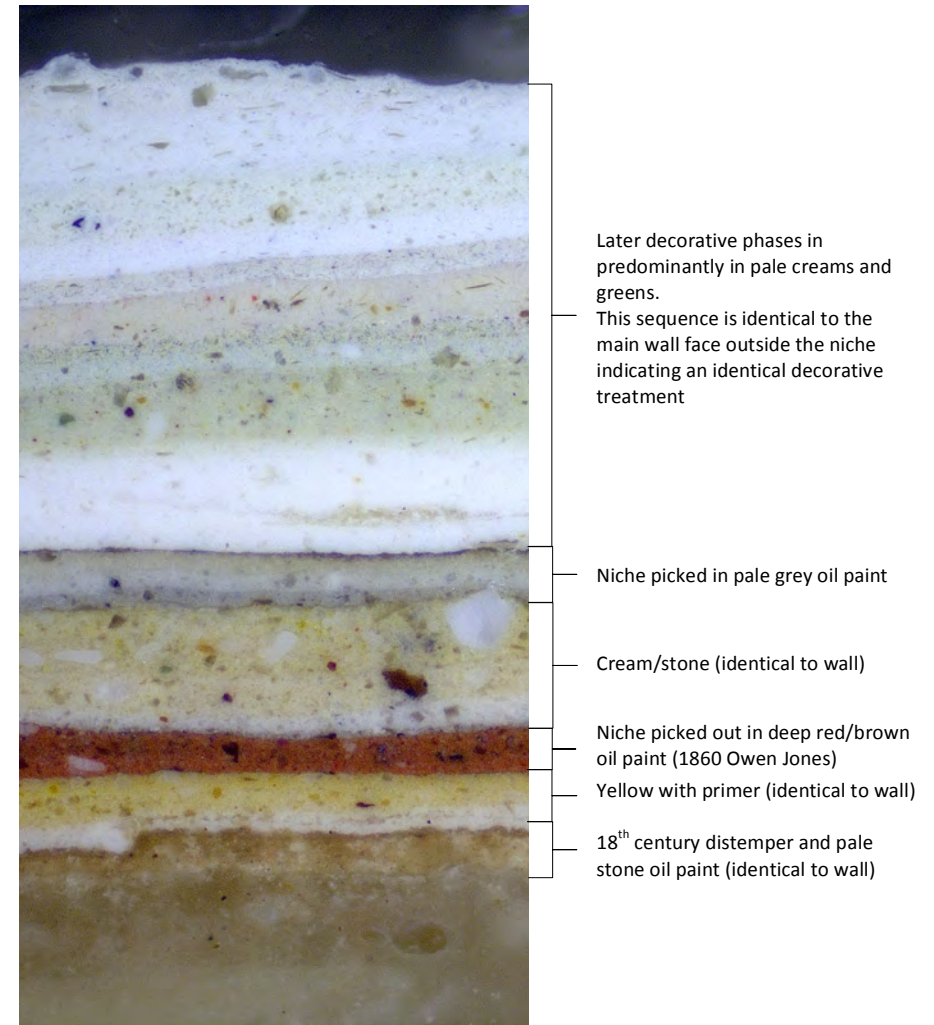 Later decorative phases in
predominantly in pale creams and
greens.
This sequence is identical to the
main wall face outside the niche
indicating an identical decorative
treatment
Niche picked in pale grey oil paint
Cream/stone (identical to wall)
Niche picked out in deep red/brown
oil paint (1860 Owen Jones)
Yellow with primer (identical to wall)
18th century distemper and pale
stone oil paint (identical to wall)